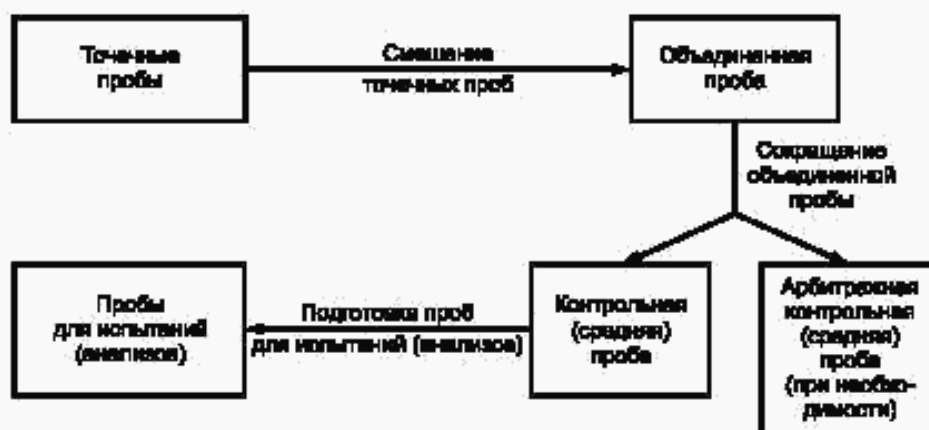 Точечные
пробы
Смешание
точечных проб
Объединенная
проба
Сокращение
объединенной
пробы
Пробы
для испытаний
(анализов)
Подготовка проб
для испытаний (анализов)
Контрольная
(средняя)
проба
Арбитражная
контрольная
(средняя)
проба
(при необхо-
димости)